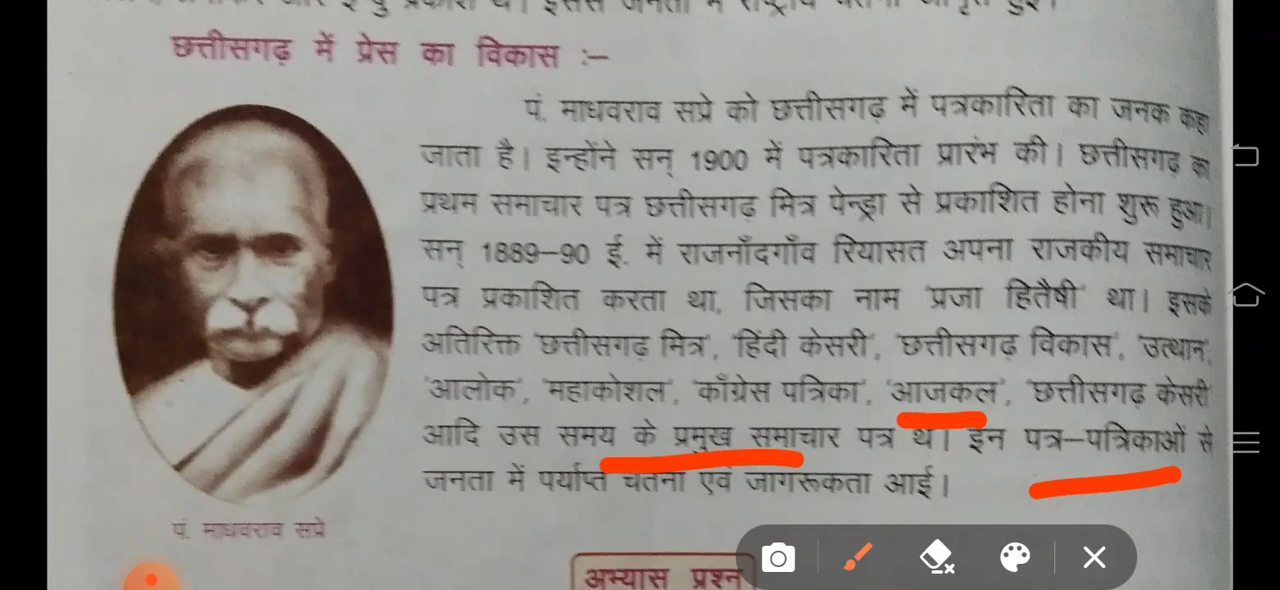 छत्तीसगढ़ में प्रेस का विकास :–
पं. माधवराव सप्रे को छत्तीसगढ़ में पत्रकारिता का जनक कहा
जाता है। इन्होंने सन् 1900 में पत्रकारिता प्रारंभ की। छत्तीसगढ़ का
प्रथम समाचार पत्र छत्तीसगढ़ मित्र पेन्ड्रा से प्रकाशित होना शुरू हुआ।
सन् 1889–90 ई. में राजनाँदगाँव रियासत अपना राजकीय समाचार
पत्र प्रकाशित करता था, जिसका नाम 'प्रजा हितैषी' था। इसके
अतिरिक्त 'छत्तीसगढ़ मित्र', 'हिंदी केसरी', 'छत्तीसगढ़ विकास', 'उत्थान',
'आलोक', 'महाकोशल', 'काँग्रेस पत्रिका', 'आजकल', 'छत्तीसगढ़ केसरी'
आदि उस समय के प्रमुख समाचार पत्र थे। इन पत्र–पत्रिकाओं से
जनता में पर्याप्त चेतना एवं जागरूकता आई।
पं. माधवराव सप्रे
अभ्यास प्रश्न